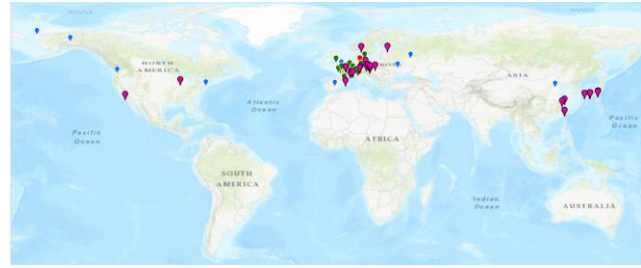 NORTH
AMERICA
ASIA
Atlantic
Ocean
AFRICA
Pacific
Ocean
Pacific
Ocean
SOUTH
AMERICA
Indian
Ocean
AUSTRALIA